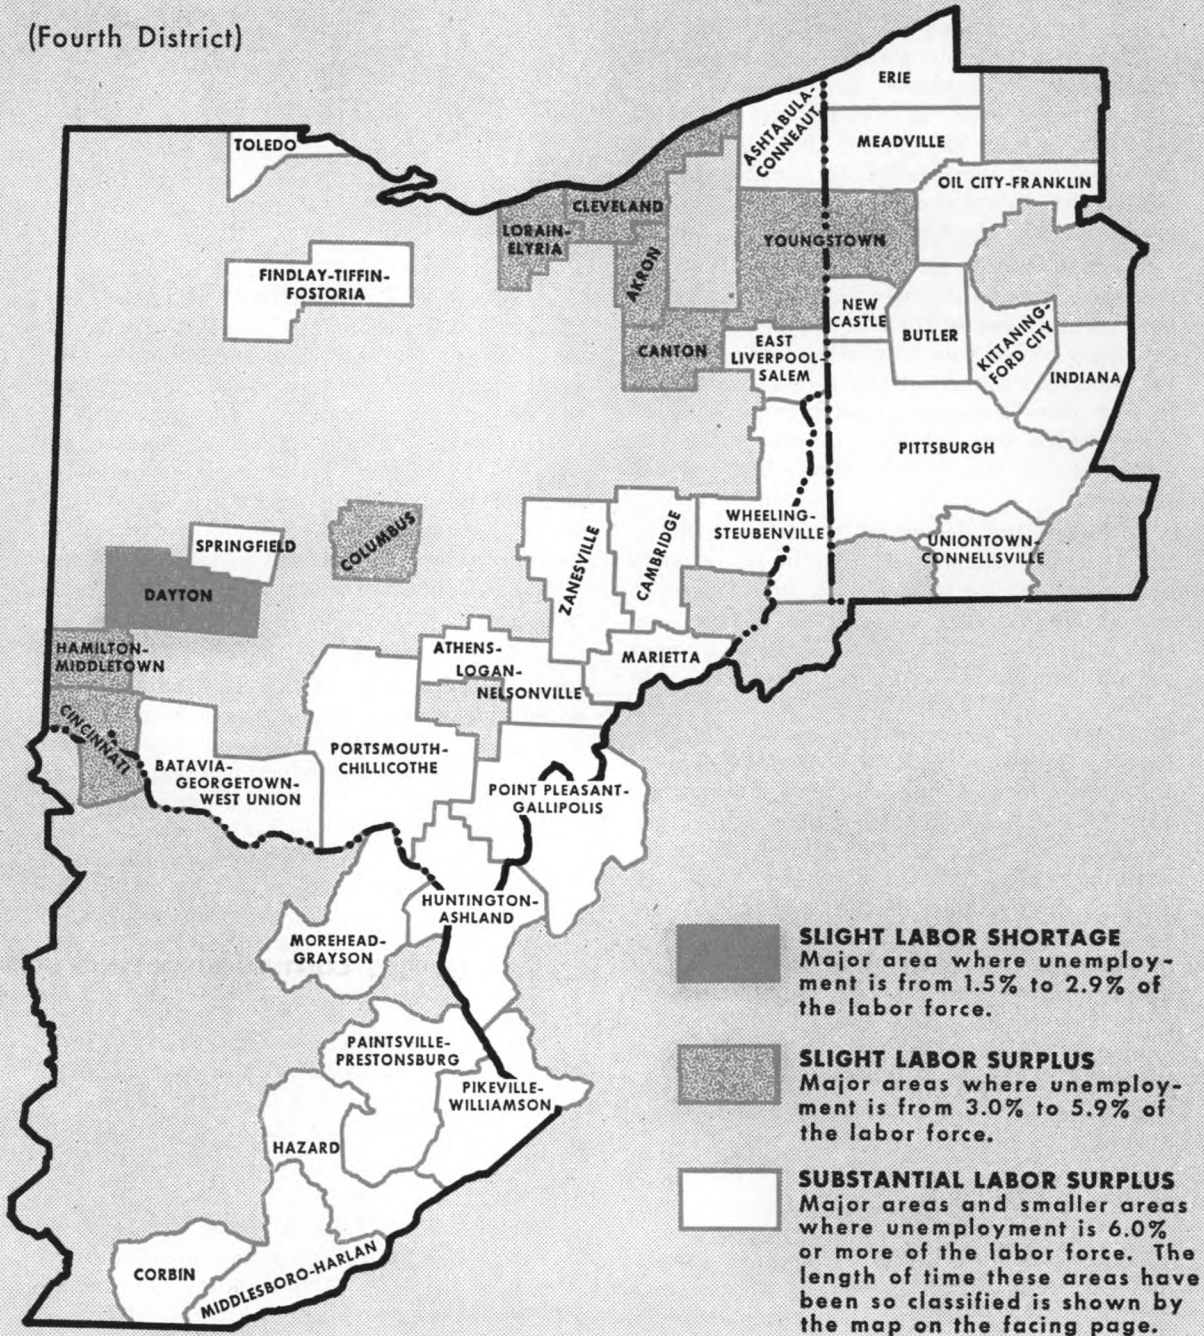 (Fourth District)
ERIE
ASHTABULA-
CONNEAUT
MEADVILLE
TOLEDO
OIL CITY-FRANKLIN
CLEVELAND
LORAIN-
ELYRIA
YOUNGSTOWN
AKRON
FINDLAY-TIFFIN-
FOSTORIA
NEW
CASTLE
BUTLER
KITTANING-
FORD CITY
CANTON
EAST
LIVERPOOL-
SALEM
INDIANA
PITTSBURGH
WHEELING-
STEUBENVILLE
UNIONTOWN-
CONNELLSVILLE
SPRINGFIELD
COLUMBUS
ZANESVILLE
CAMBRIDGE
DAYTON
HAMILTON-
MIDDLETOWN
ATHENS-
LOGAN-
NELSONVILLE
MARIETTA
CINCINNATI
BATAVIA-
GEORGETOWN-
WEST UNION
PORTSMOUTH-
CHILLICOTHE
POINT PLEASANT-
GALLIPOLIS
HUNTINGTON-
ASHLAND
MOREHEAD-
GRAYSON
PAINTSVILLE-
PRESTONSBURG
PIKEVILLE-
WILLIAMSON
HAZARD
CORBIN
MIDDLESBORO-HARLAN
SLIGHT LABOR SHORTAGE
Major area where unemploy-
ment is from 1.5% to 2.9% of
the labor force.
SLIGHT LABOR SURPLUS
Major areas where unemploy-
ment is from 3.0% to 5.9% of
the labor force.
SUBSTANTIAL LABOR SURPLUS
Major areas and smaller areas
where unemployment is 6.0%
or more of the labor force. The
length of time these areas have
been so classified is shown by
the map on the facing page.